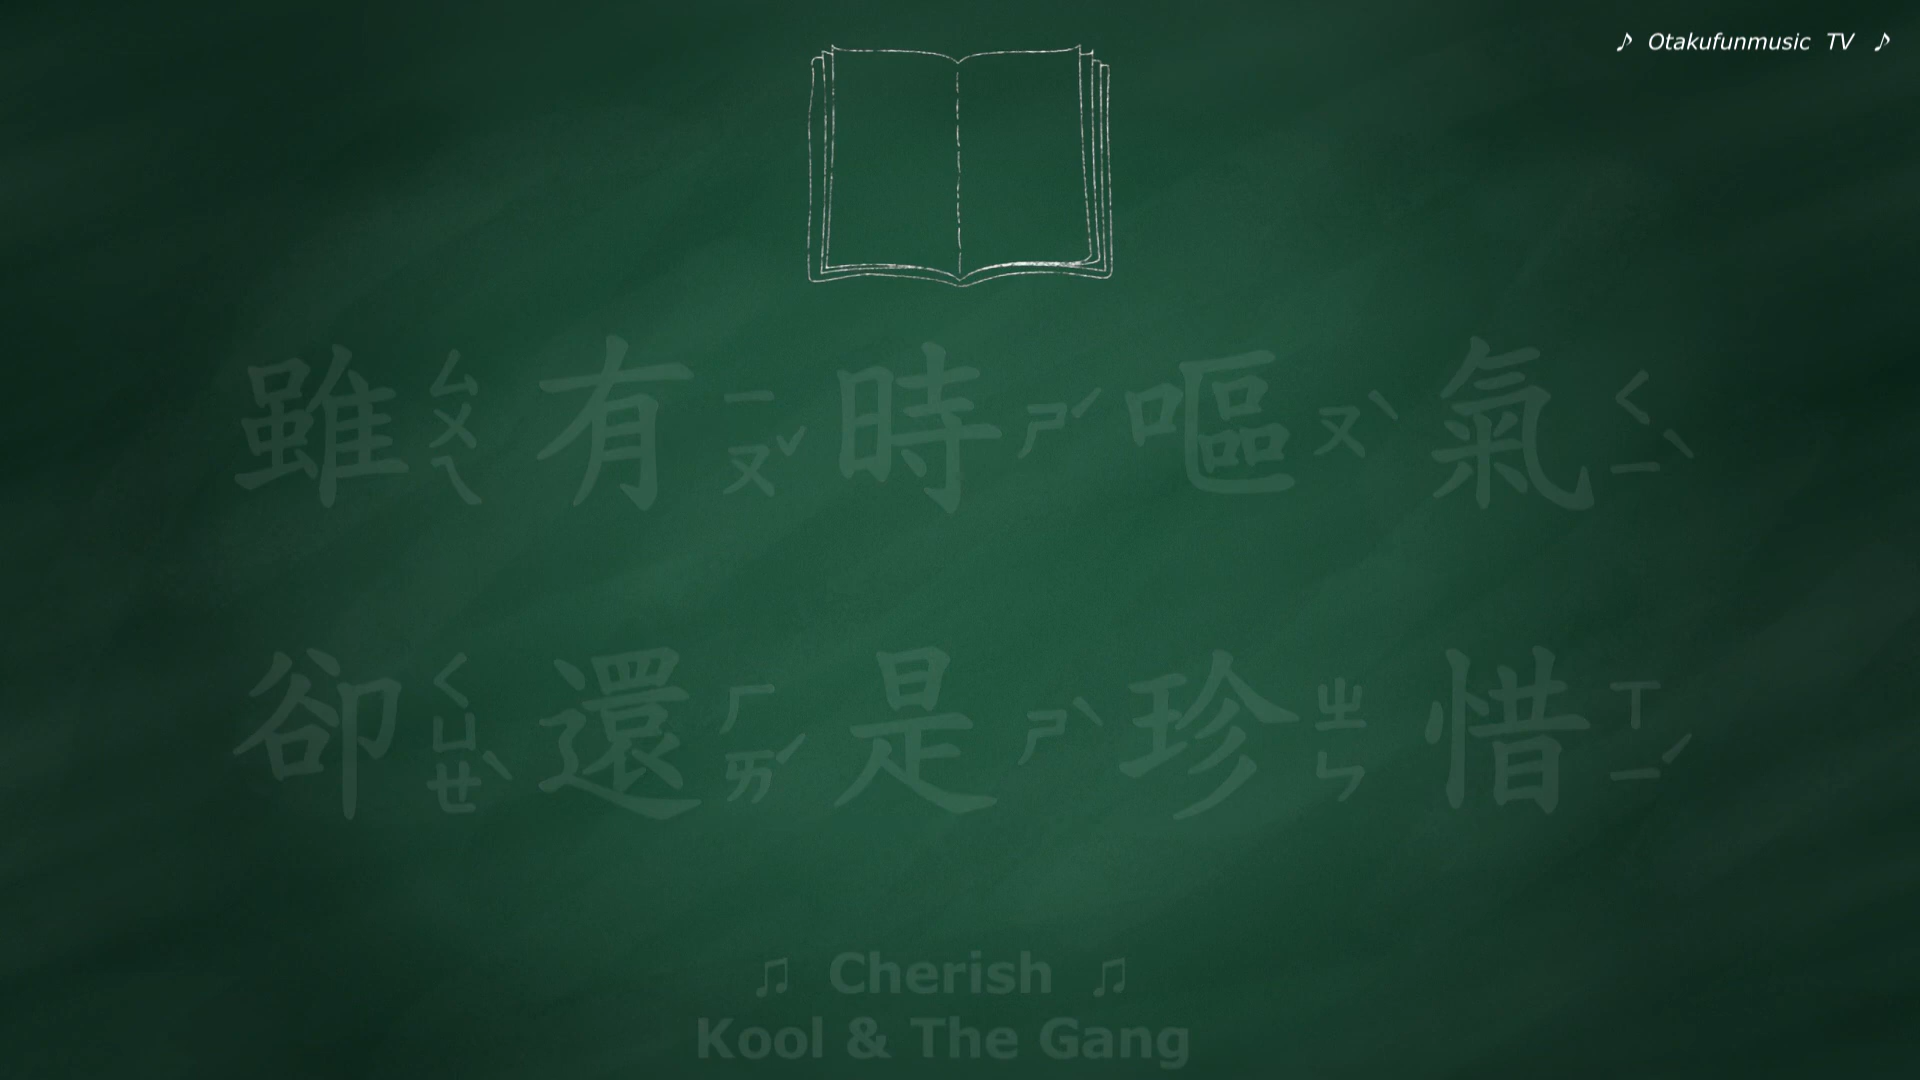 ♪ Otakufunmusic TV ♪
雖ㄙㄨㄟ有ㄧㄡˇ時ㄕˊ嘔ㄡˋ氣ㄑㄧˋ
卻ㄑㄩㄝˋ還ㄏㄞˊ是ㄕˋ珍ㄓㄣ惜ㄒㄧˊ
♫ Cherish ♫
Kool & The Gang